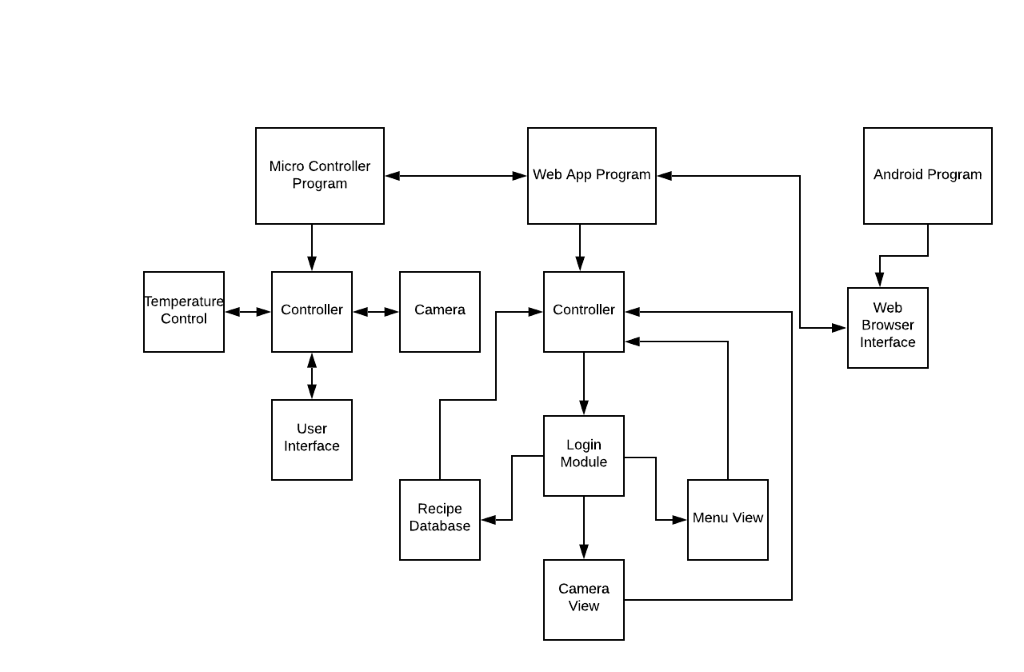 Micro Controller
Program
Web App Program
Android Program
Temperature
Control
Controller
Camera
Controller
Web
Browser
Interface
User
Interface
Login
Module
Recipe
Database
Menu View
Camera
View